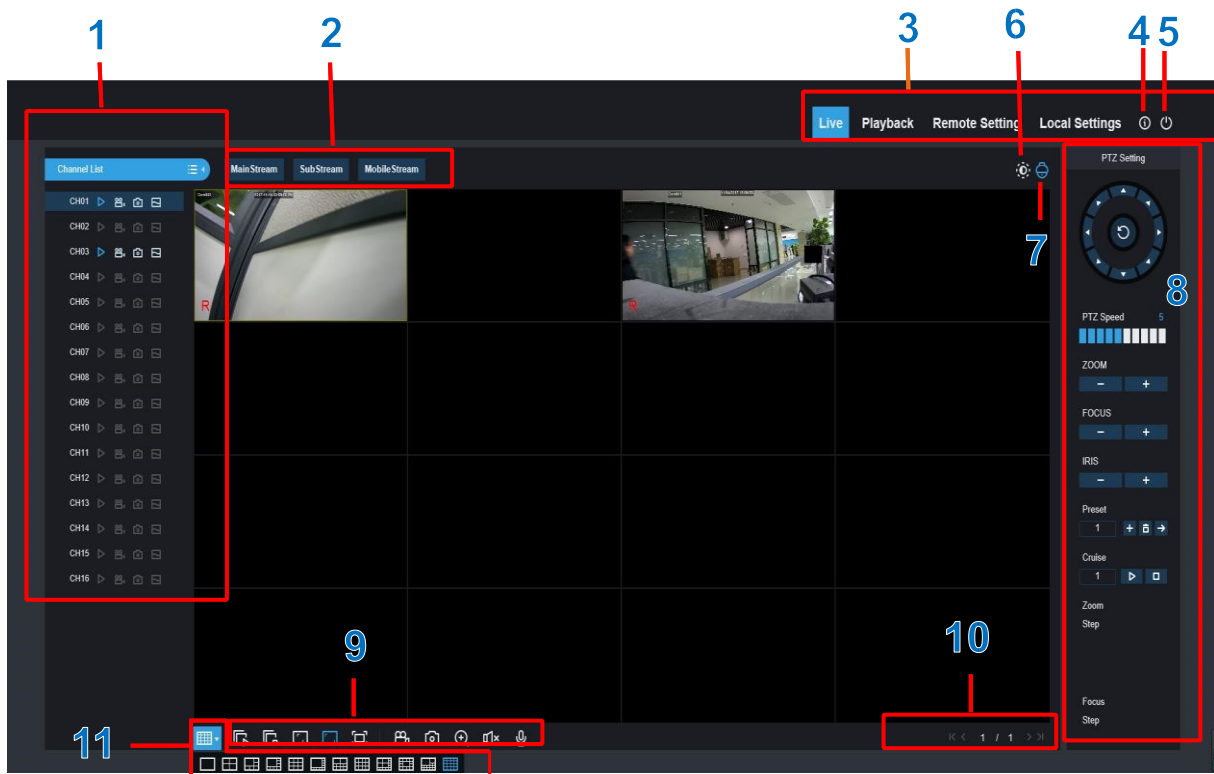 1
2
3
6
4
5
Live Playback Remote Setting Local Settings
Channel List
MainStream SubStream MobileStream
PTZ Setting
CH01
CH02
CH03
CH04
CH05
CH06
CH07
CH08
CH09
CH10
CH11
CH12
CH13
CH14
CH15
CH16
R
R
7
8
PTZ Speed 5
ZOOM
- +
FOCUS
- +
IRIS
- +
Preset
1
Cruise
1
Zoom
Step
Focus
Step
9
10
11
1 / 1